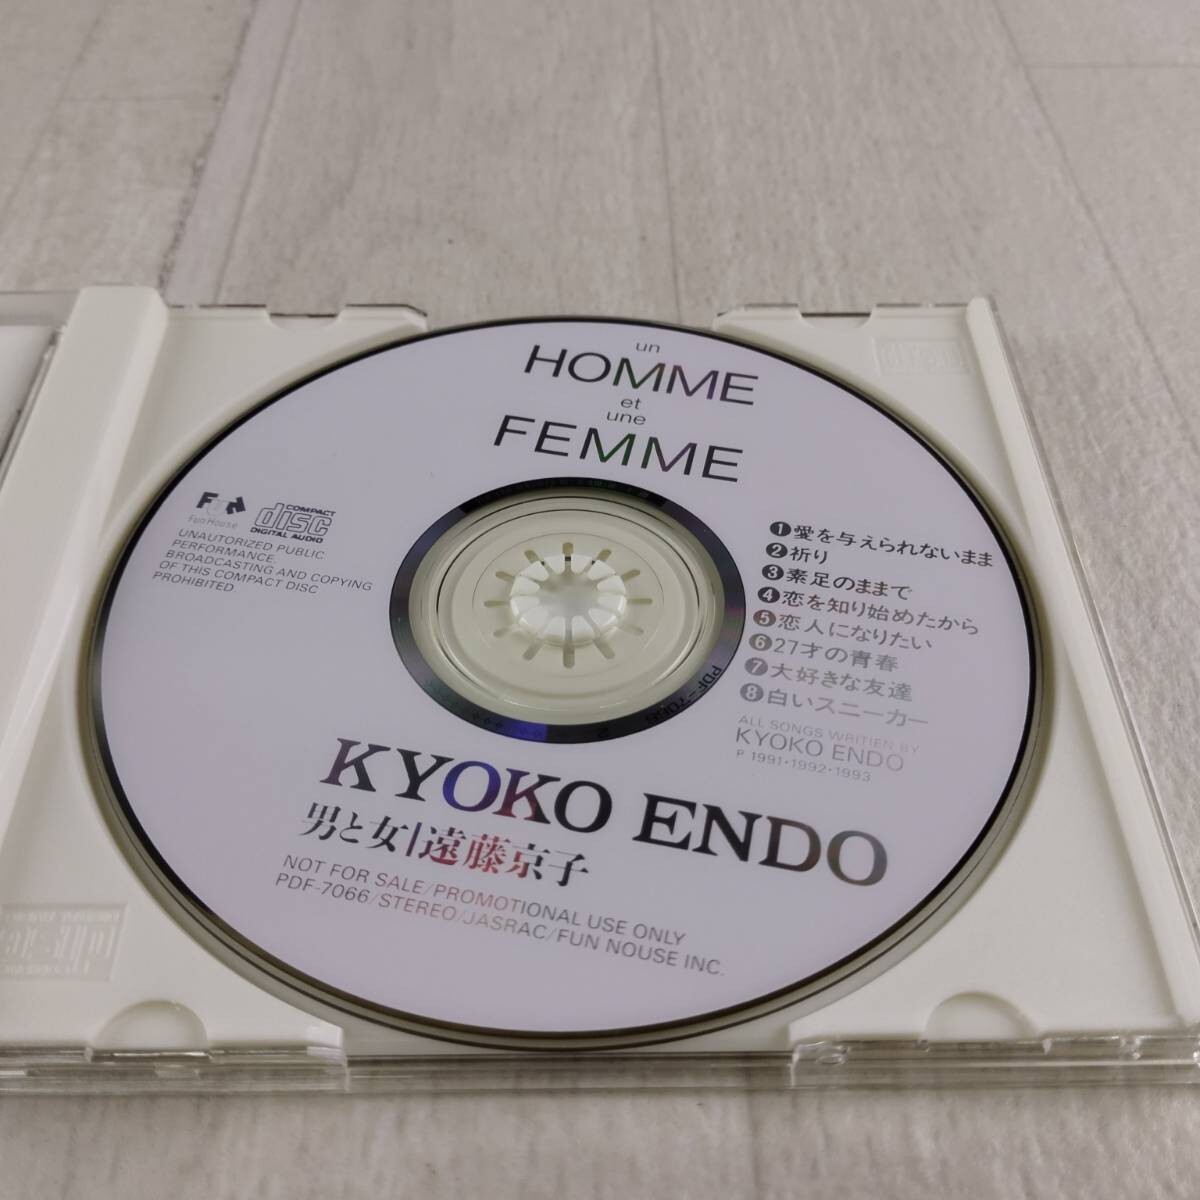 un
HOMME
et
une
FEMME
FUN
Fun House
COMPACT
disc
DIGITAL AUDIO
UNAUTORIZED PUBLIC
PERFORMANCE,
BROADCASTING AND COPYING
OF THIS COMPACT DISC
PROHIBITED.
❶愛を与えられないまま
❷祈り
❸素足のままで
❹恋を知り始めたから
❺恋人になりたい
❻27才の青春
❼大好きな友達
❽白いスニーカー
ALL SONGS WRITIEN BY
KYOKO ENDO
P 1991・1992・1993
KYOKO ENDO
男と女|遠藤京子
NOT FOR SALE/PROMOTIONAL USE ONLY
PDF-7066/STEREO/JASRAC/FUN NOUSE INC.